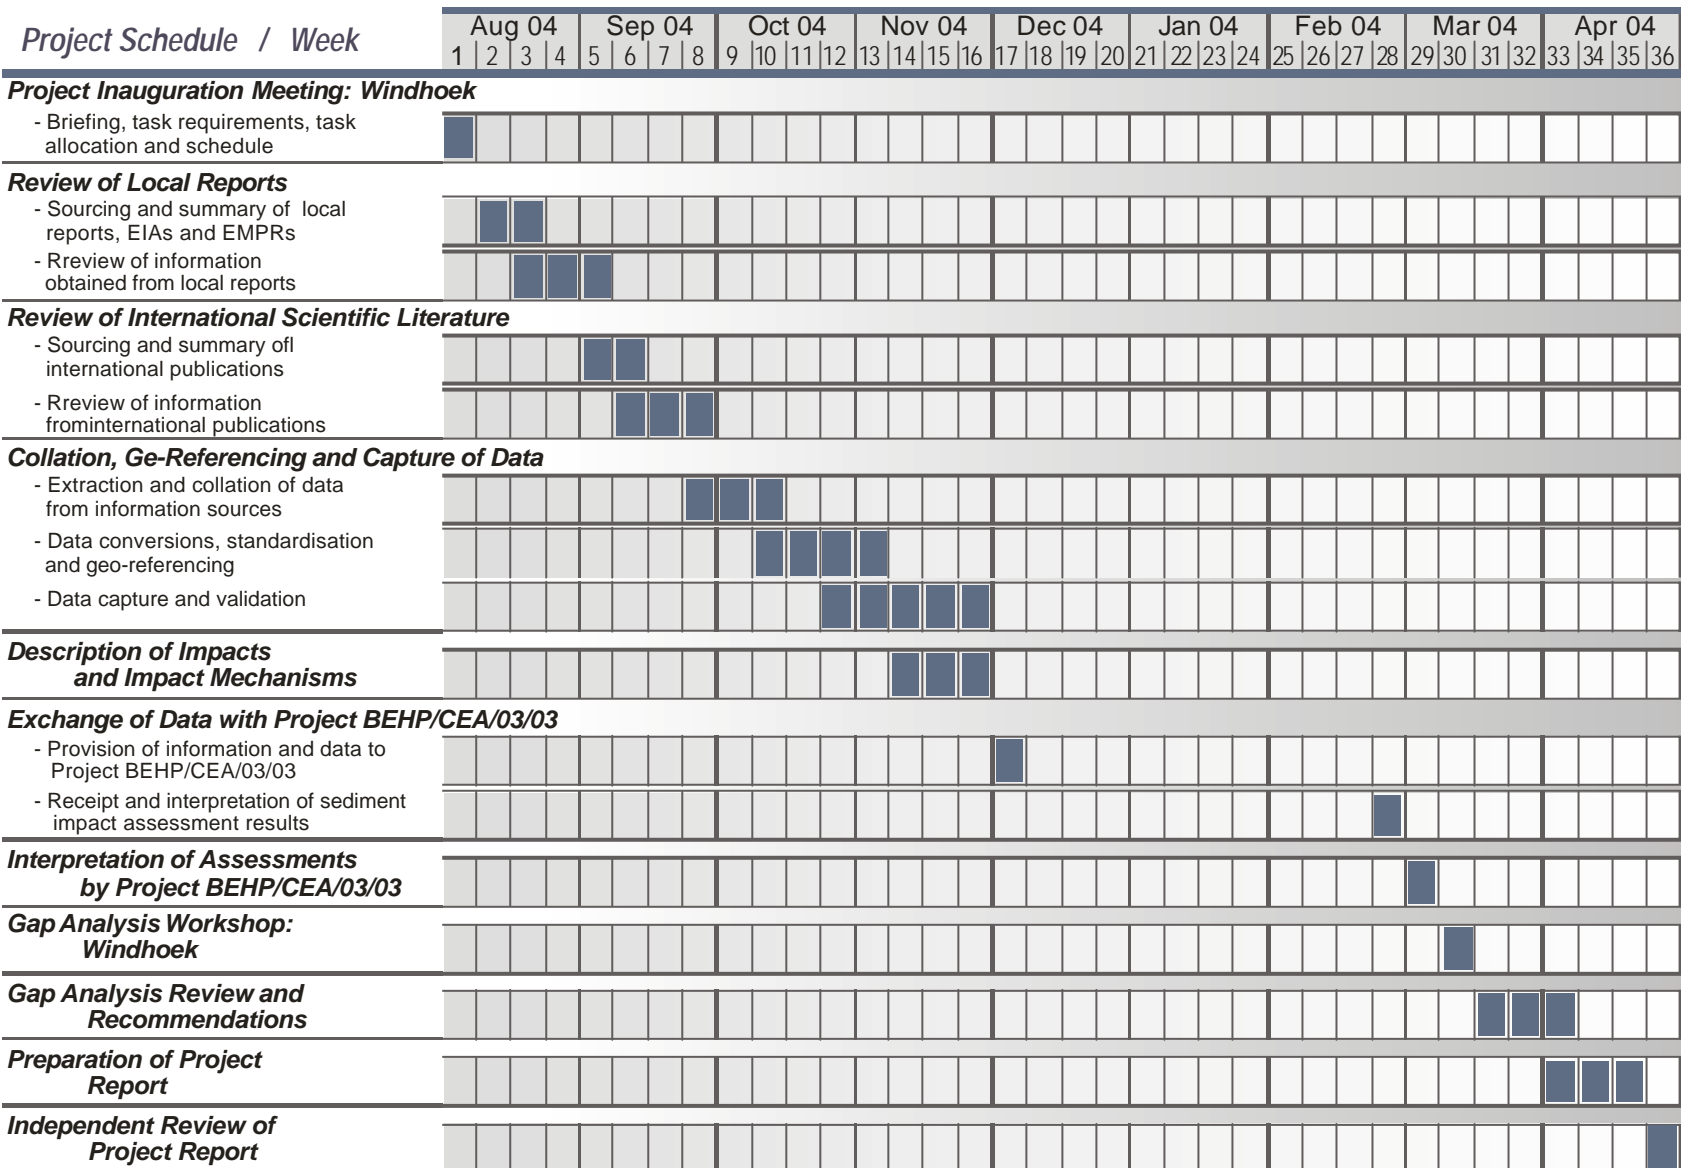 Project Schedule / Week
Aug 04 Sep 04 Oct 04 Nov 04 Dec 04 Jan 04 Feb 04 Mar 04 Apr 04
1 2 3 4 5 6 7 8 9 10 11 12 13 14 15 16 17 18 19 20 21 22 23 24 25 26 27 28 29 30 31 32 33 34 35 36
Project Inauguration Meeting: Windhoek
- Briefing, task requirements, task
allocation and schedule
Review of Local Reports
- Sourcing and summary of local
reports, EIAs and EMPRs
- Rreview of information
obtained from local reports
Review of International Scientific Literature
- Sourcing and summary ofl
international publications
- Rreview of information
frominternational publications
Collation, Ge-Referencing and Capture of Data
- Extraction and collation of data
from information sources
- Data conversions, standardisation
and geo-referencing
- Data capture and validation
Description of Impacts
and Impact Mechanisms
Exchange of Data with Project BEHP/CEA/03/03
- Provision of information and data to
Project BEHP/CEA/03/03
- Receipt and interpretation of sediment
impact assessment results
Interpretation of Assessments
by Project BEHP/CEA/03/03
Gap Analysis Workshop:
Windhoek
Gap Analysis Review and
Recommendations
Preparation of Project
Report
Independent Review of
Project Report